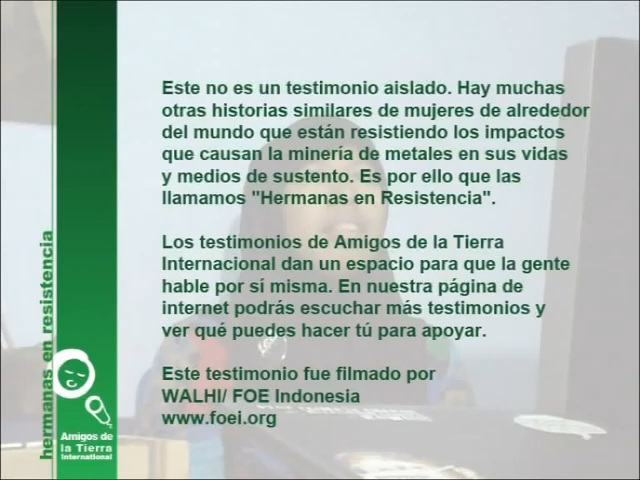 Este no es un testimonio aislado. Hay muchas
otras historias similares de mujeres de alrededor
del mundo que están resistiendo los impactos
que causan la minería de metales en sus vidas
y medios de sustento. Es por ello que las
llamamos "Hermanas en Resistencia".
Los testimonios de Amigos de la Tierra
Internacional dan un espacio para que la gente
hable por sí misma. En nuestra página de
internet podrás escuchar más testimonios y
ver qué puedes hacer tú para apoyar.
Este testimonio fue filmado por
WALHI/ FOE Indonesia
www.foei.org
hermanas en resistencia
Amigos de
la Tierra
International